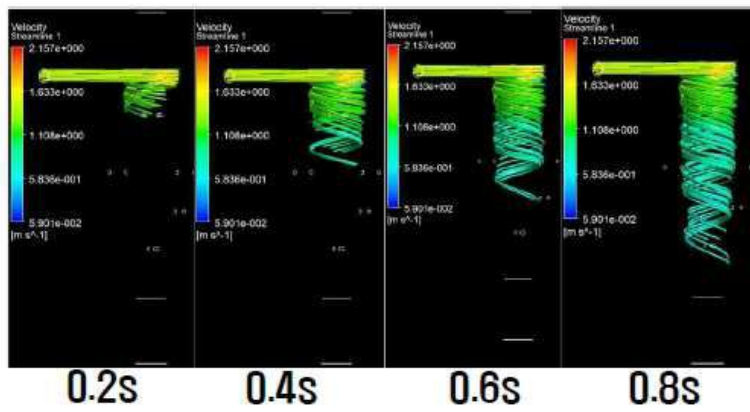 Velocity
Streamline 1
2.157e+000
1.633e+000
1.108e+000
5.836e-001
5.901e-002
[m s^-1]
Velocity
Streamline 1
2.157e+000
1.633e+000
1.108e+000
5.836e-001
5.901e-002
[m s^-1]
Velocity
Streamline 1
2.157e+000
1.633e+000
1.108e+000
5.836e-001
5.901e-002
[m s^-1]
Velocity
Streamline 1
2.157e+000
1.633e+000
1.108e+000
5.836e-001
5.901e-002
[m s^-1]
0.2s 0.4s 0.6s 0.8s